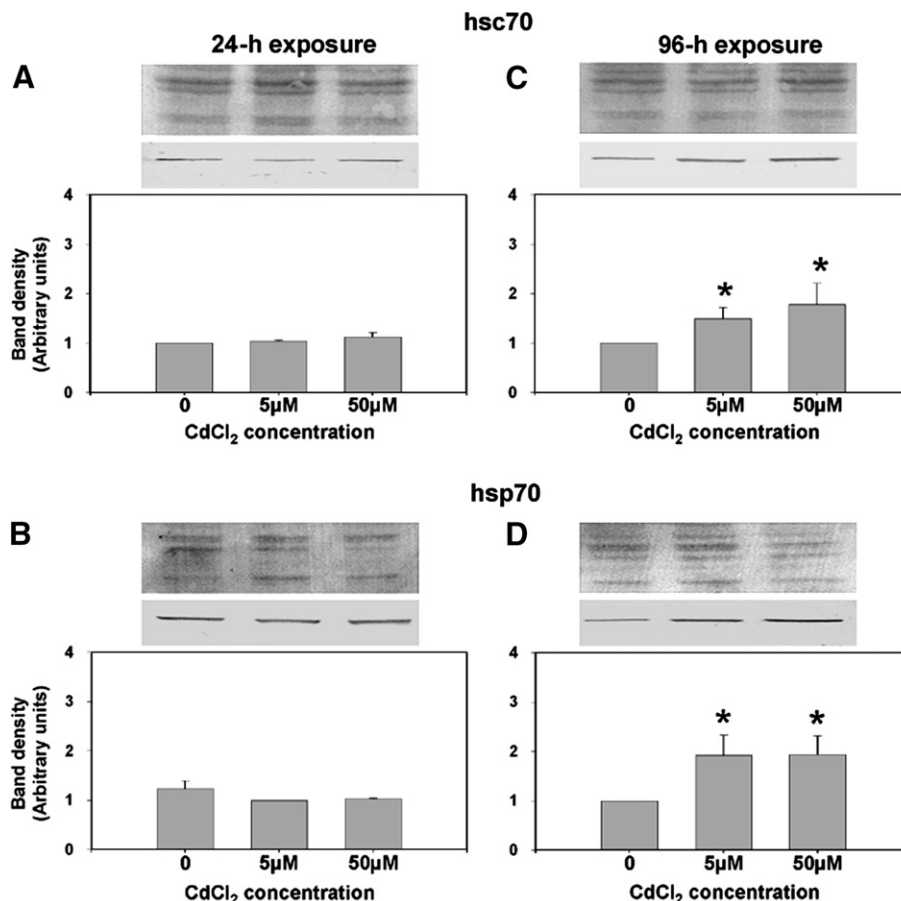 hsc70
24-h exposure
96-h exposure
A
C
4
3
2
1
0
Band density
(Arbitrary units)
0 5µM 50µM
CdCl₂ concentration
4
3
2
1
0
* *
0 5µM 50µM
CdCl₂ concentration
hsp70
B
D
4
3
2
1
0
Band density
(Arbitrary units)
0 5µM 50µM
CdCl₂ concentration
4
3
2
1
0
* *
0 5µM 50µM
CdCl₂ concentration